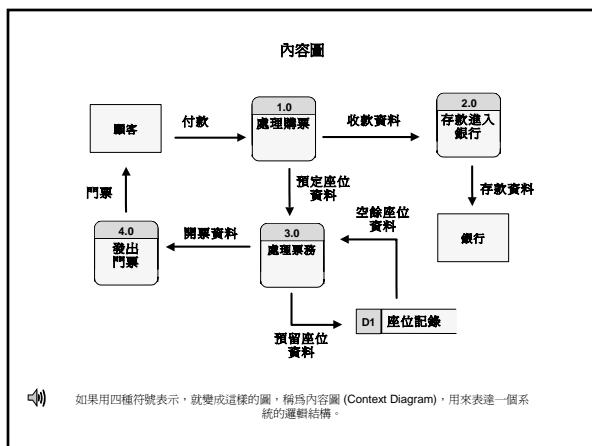 內容圖
顧客
付款
1.0
處理購票
收款資料
2.0
存款進入
銀行
門票
預定座位
資料
空餘座位
資料
存款資料
4.0
發出
門票
開票資料
3.0
處理票務
銀行
預留座位
資料
D1
座位記錄
如果用四種符號表示，就變成這樣的圖，稱爲內容圖 (Context Diagram)，用來表達一個系
統的邏輯結構。